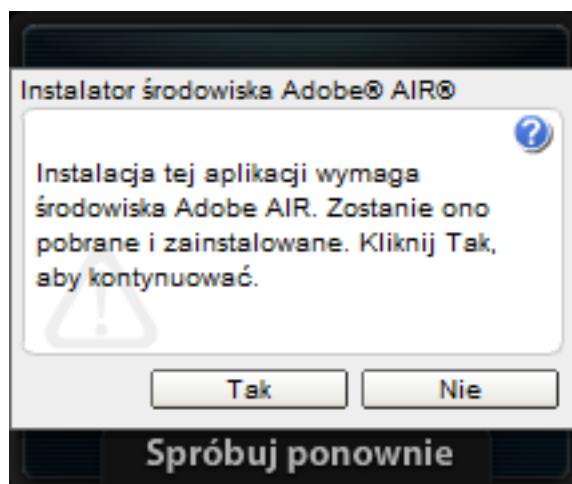 Instalator środowiska Adobe® AIR®
Instalacja tej aplikacji wymaga
środowiska Adobe AIR. Zostanie ono
pobrane i zainstalowane. Kliknij Tak,
aby kontynuować.
Tak
Nie
Spróbuj ponownie